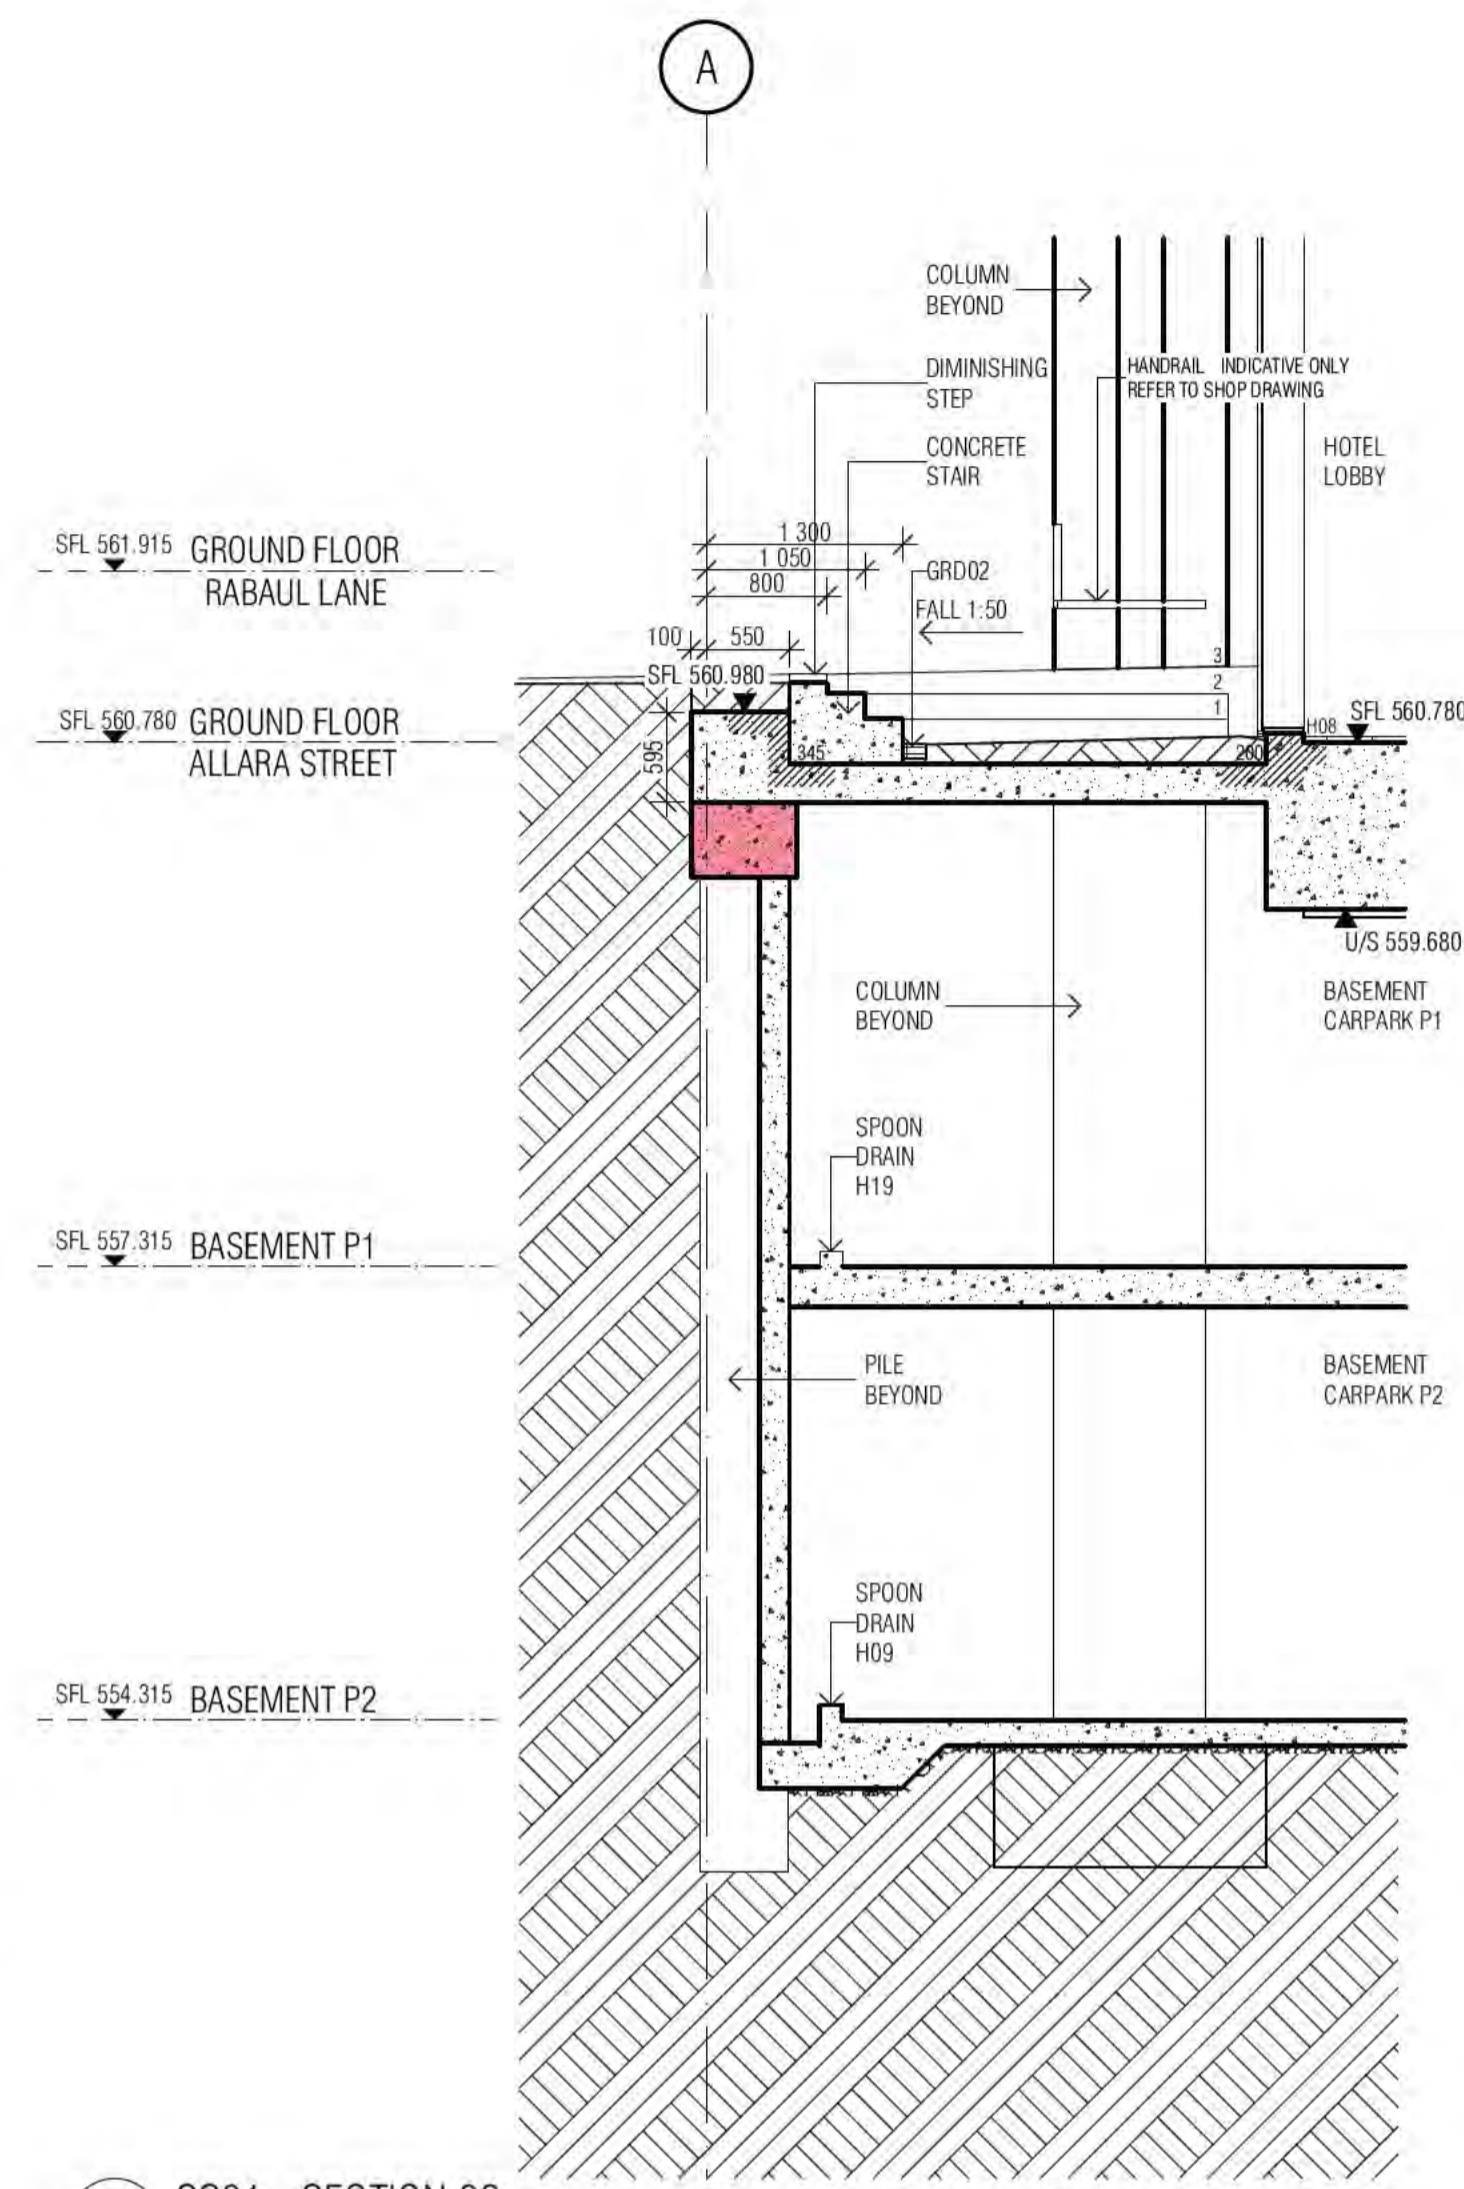 A
COLUMN
BEYOND
DIMINISHING
STEP
HANDRAIL INDICATIVE ONLY
REFER TO SHOP DRAWING
CONCRETE
STAIR
HOTEL
LOBBY
1 300
1 050
800
GRD02
FALL 1:50
100
550
SFL 561.915 GROUND FLOOR
RABAUL LANE
SFL 560.980
3
2
1
SFL 560.780 GROUND FLOOR
ALLARA STREET
H08
SFL 560.780
595
345
200
U/S 559.680
COLUMN
BEYOND
BASEMENT
CARPARK P1
SPOON
DRAIN
H19
SFL 557.315 BASEMENT P1
PILE
BEYOND
BASEMENT
CARPARK P2
SPOON
DRAIN
H09
SFL 554.315 BASEMENT P2